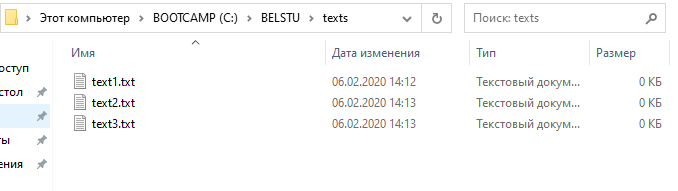 Этот компьютер > BOOTCAMP (C:) > BELSTU > texts
Поиск: texts
Имя Дата изменения Тип Размер
оступ
text1.txt 06.02.2020 14:12 Текстовый докум... 0 КБ
стол
text2.txt 06.02.2020 14:13 Текстовый докум... 0 КБ
text3.txt 06.02.2020 14:13 Текстовый докум... 0 КБ
ты
ения